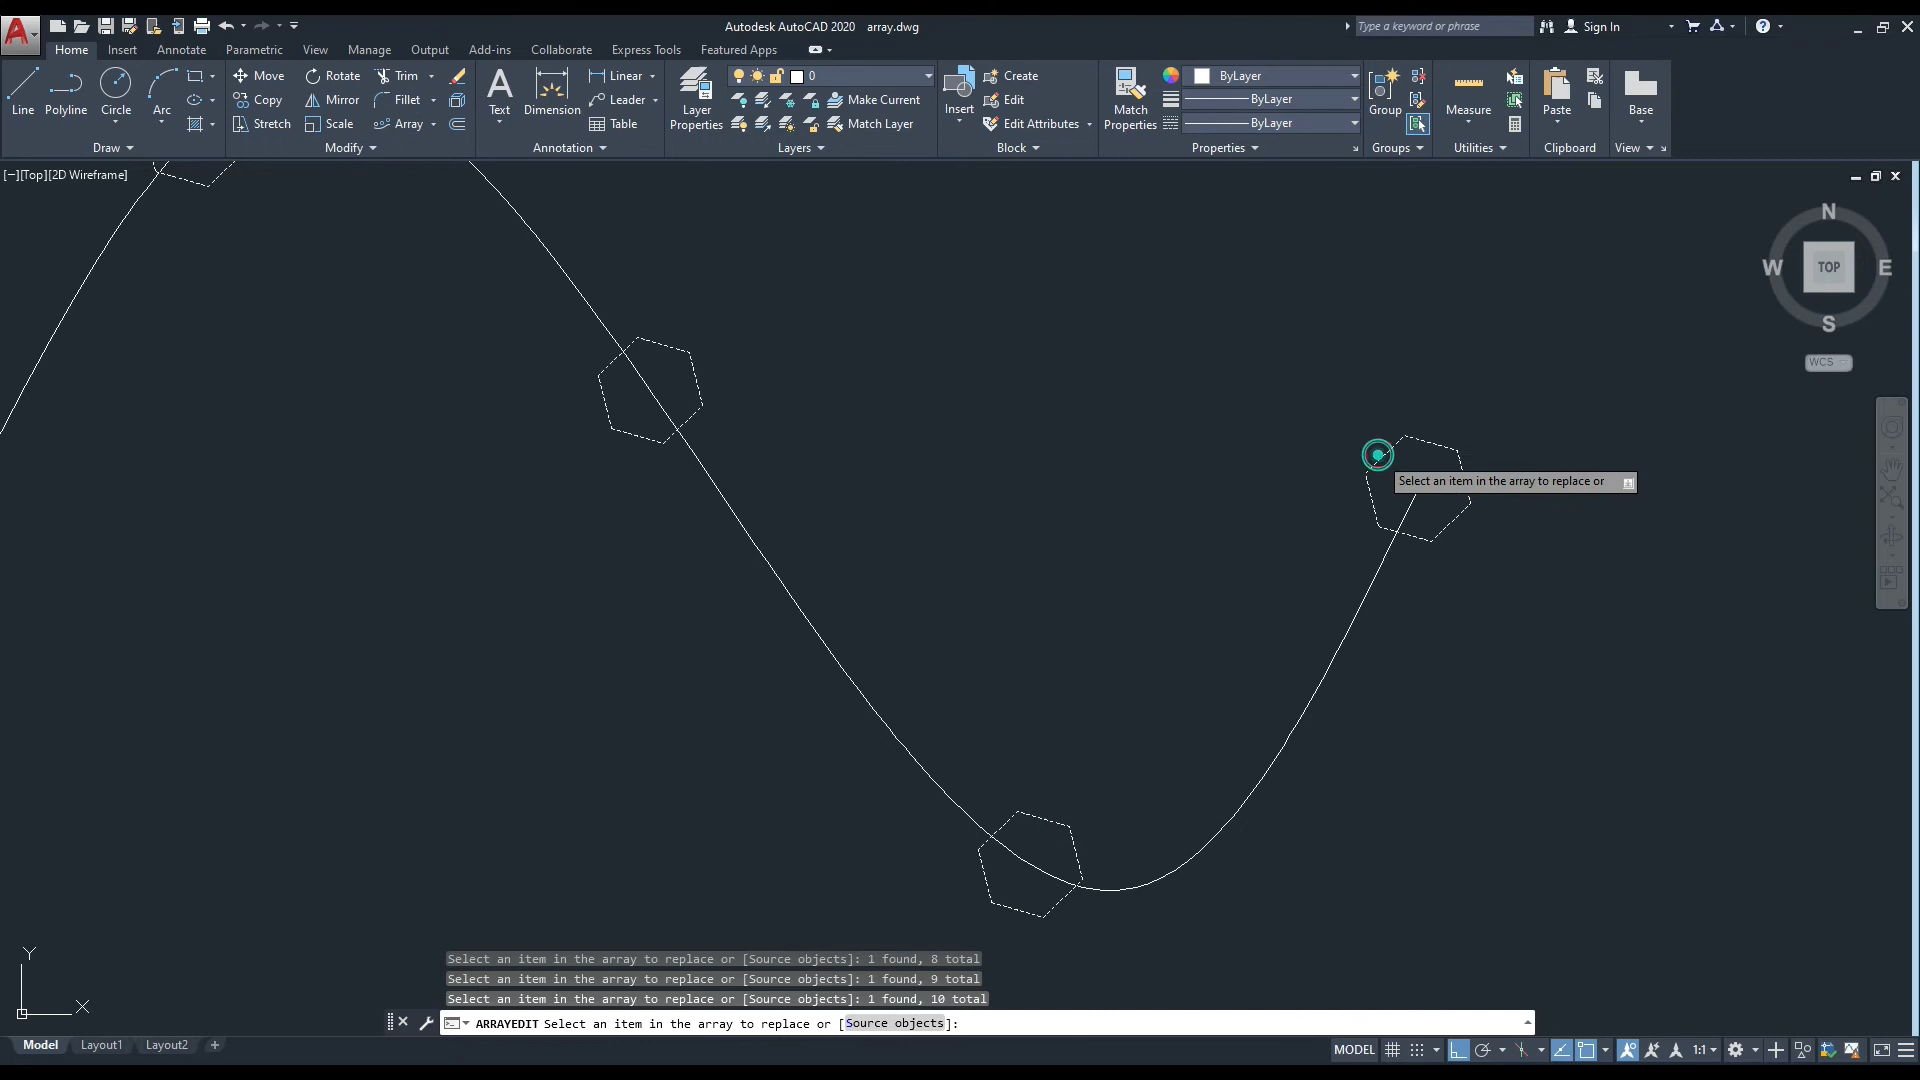 Autodesk AutoCAD 2020 array.dwg
Type a keyword or phrase
Sign In
Home Insert Annotate Parametric View Manage Output Add-ins Collaborate Express Tools Featured Apps
Line
Polyline
Circle
Arc
Draw
Move
Rotate
Trim
Copy
Mirror
Fillet
Stretch
Scale
Array
Modify
Text
Dimension
Linear
Leader
Table
Annotation
Layer
Properties
0
Make Current
Match Layer
Layers
Insert
Create
Edit
Edit Attributes
Block
Match
Properties
ByLayer
ByLayer
ByLayer
Properties
Group
Groups
Measure
Utilities
Paste
Clipboard
Base
View
[−][Top][2D Wireframe]
N
W
TOP
E
S
WCS
Select an item in the array to replace or
Y
X
Select an item in the array to replace or [Source objects]: 1 found, 8 total
Select an item in the array to replace or [Source objects]: 1 found, 9 total
Select an item in the array to replace or [Source objects]: 1 found, 10 total
ARRAYEDIT Select an item in the array to replace or [Source objects]:
Model Layout1 Layout2 +
MODEL
1:1